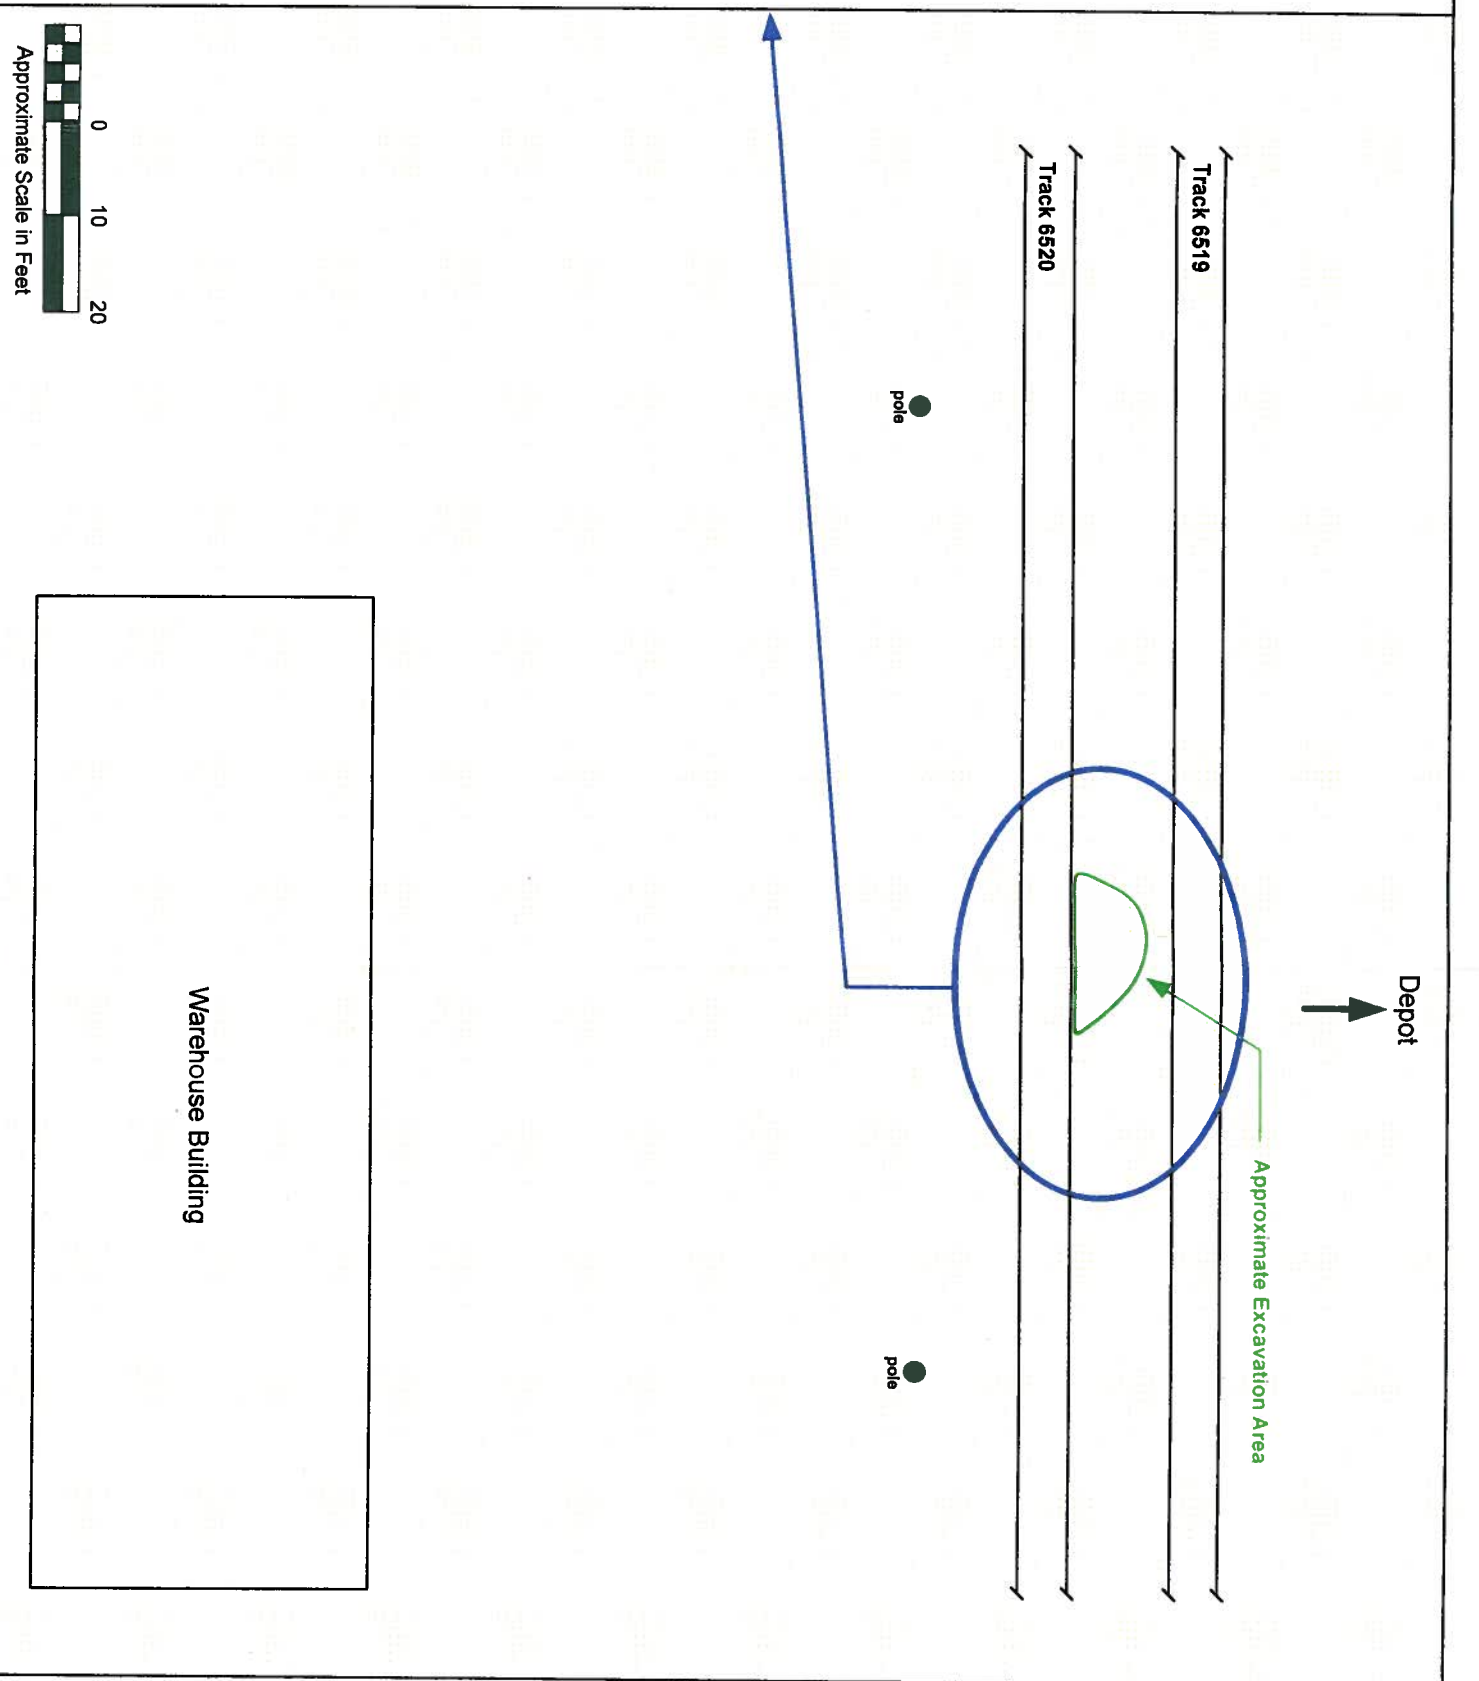 Depot
Approximate Excavation Area
Track 6519
Track 6520
pole
pole
Warehouse Building
0 10 20
Approximate Scale in Feet